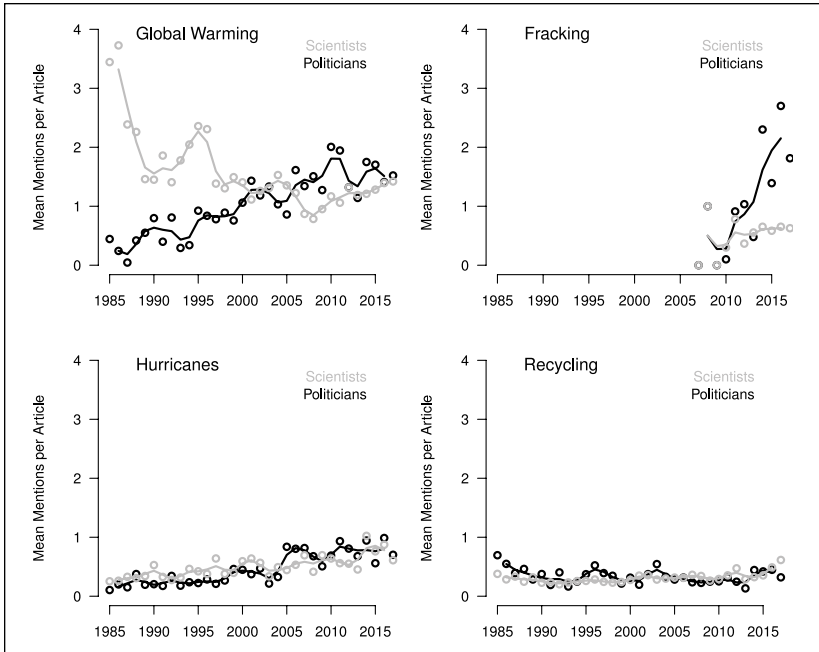 Global Warming
Scientists
Politicians
Mean Mentions per Article
4
3
2
1
0
1985 1990 1995 2000 2005 2010 2015
Fracking
Scientists
Politicians
Mean Mentions per Article
4
3
2
1
0
1985 1990 1995 2000 2005 2010 2015
Hurricanes
Scientists
Politicians
Mean Mentions per Article
4
3
2
1
0
1985 1990 1995 2000 2005 2010 2015
Recycling
Scientists
Politicians
Mean Mentions per Article
4
3
2
1
0
1985 1990 1995 2000 2005 2010 2015